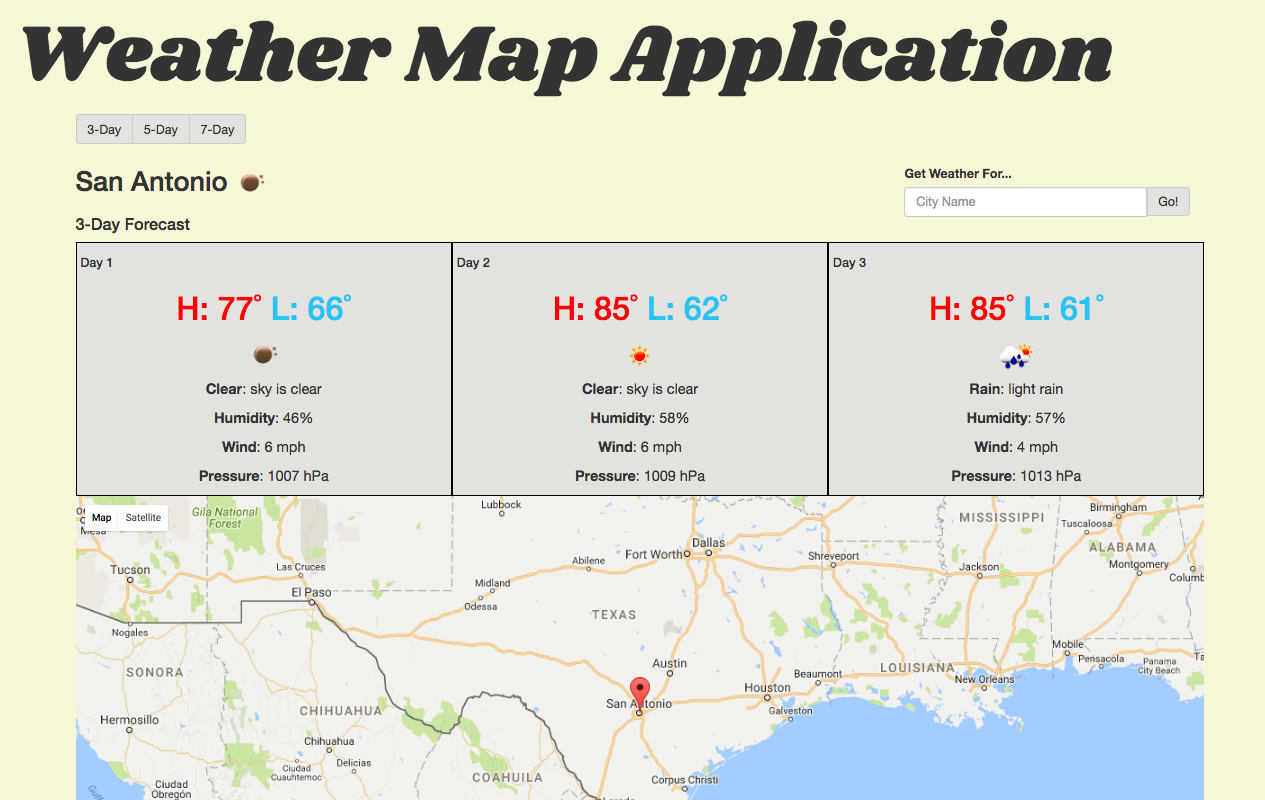 Weather Map Application
3-Day 5-Day 7-Day
San Antonio
Get Weather For...
City Name Go!
3-Day Forecast
Day 1
H: 77° L: 66°
Clear: sky is clear
Humidity: 46%
Wind: 6 mph
Pressure: 1007 hPa
Day 2
H: 85° L: 62°
Clear: sky is clear
Humidity: 58%
Wind: 6 mph
Pressure: 1009 hPa
Day 3
H: 85° L: 61°
Rain: light rain
Humidity: 57%
Wind: 4 mph
Pressure: 1013 hPa
Map Satellite
Mesa
Gila National
Forest
Lubbock
Birmingham
MISSISSIPPI
Tuscaloosa
Dallas
Fort Worth
ALABAMA
Abilene
Shreveport
Tucson
Las Cruces
Jackson
Montgomery
Columb
Midland
El Paso
Odessa
TEXAS
Nogales
Mobile
Pensacola
Panama
City Beach
Ta
SONORA
Austin
LOUISIANA
Beaumont
New Orleans
Houston
San Antonio
Galveston
CHIHUAHUA
Hermosillo
Chihuahua
Delicias
Ciudad
Cuauhtemoc
COAHUILA
Corpus Christi
Ciudad
Obregón
Gulf
Laredo